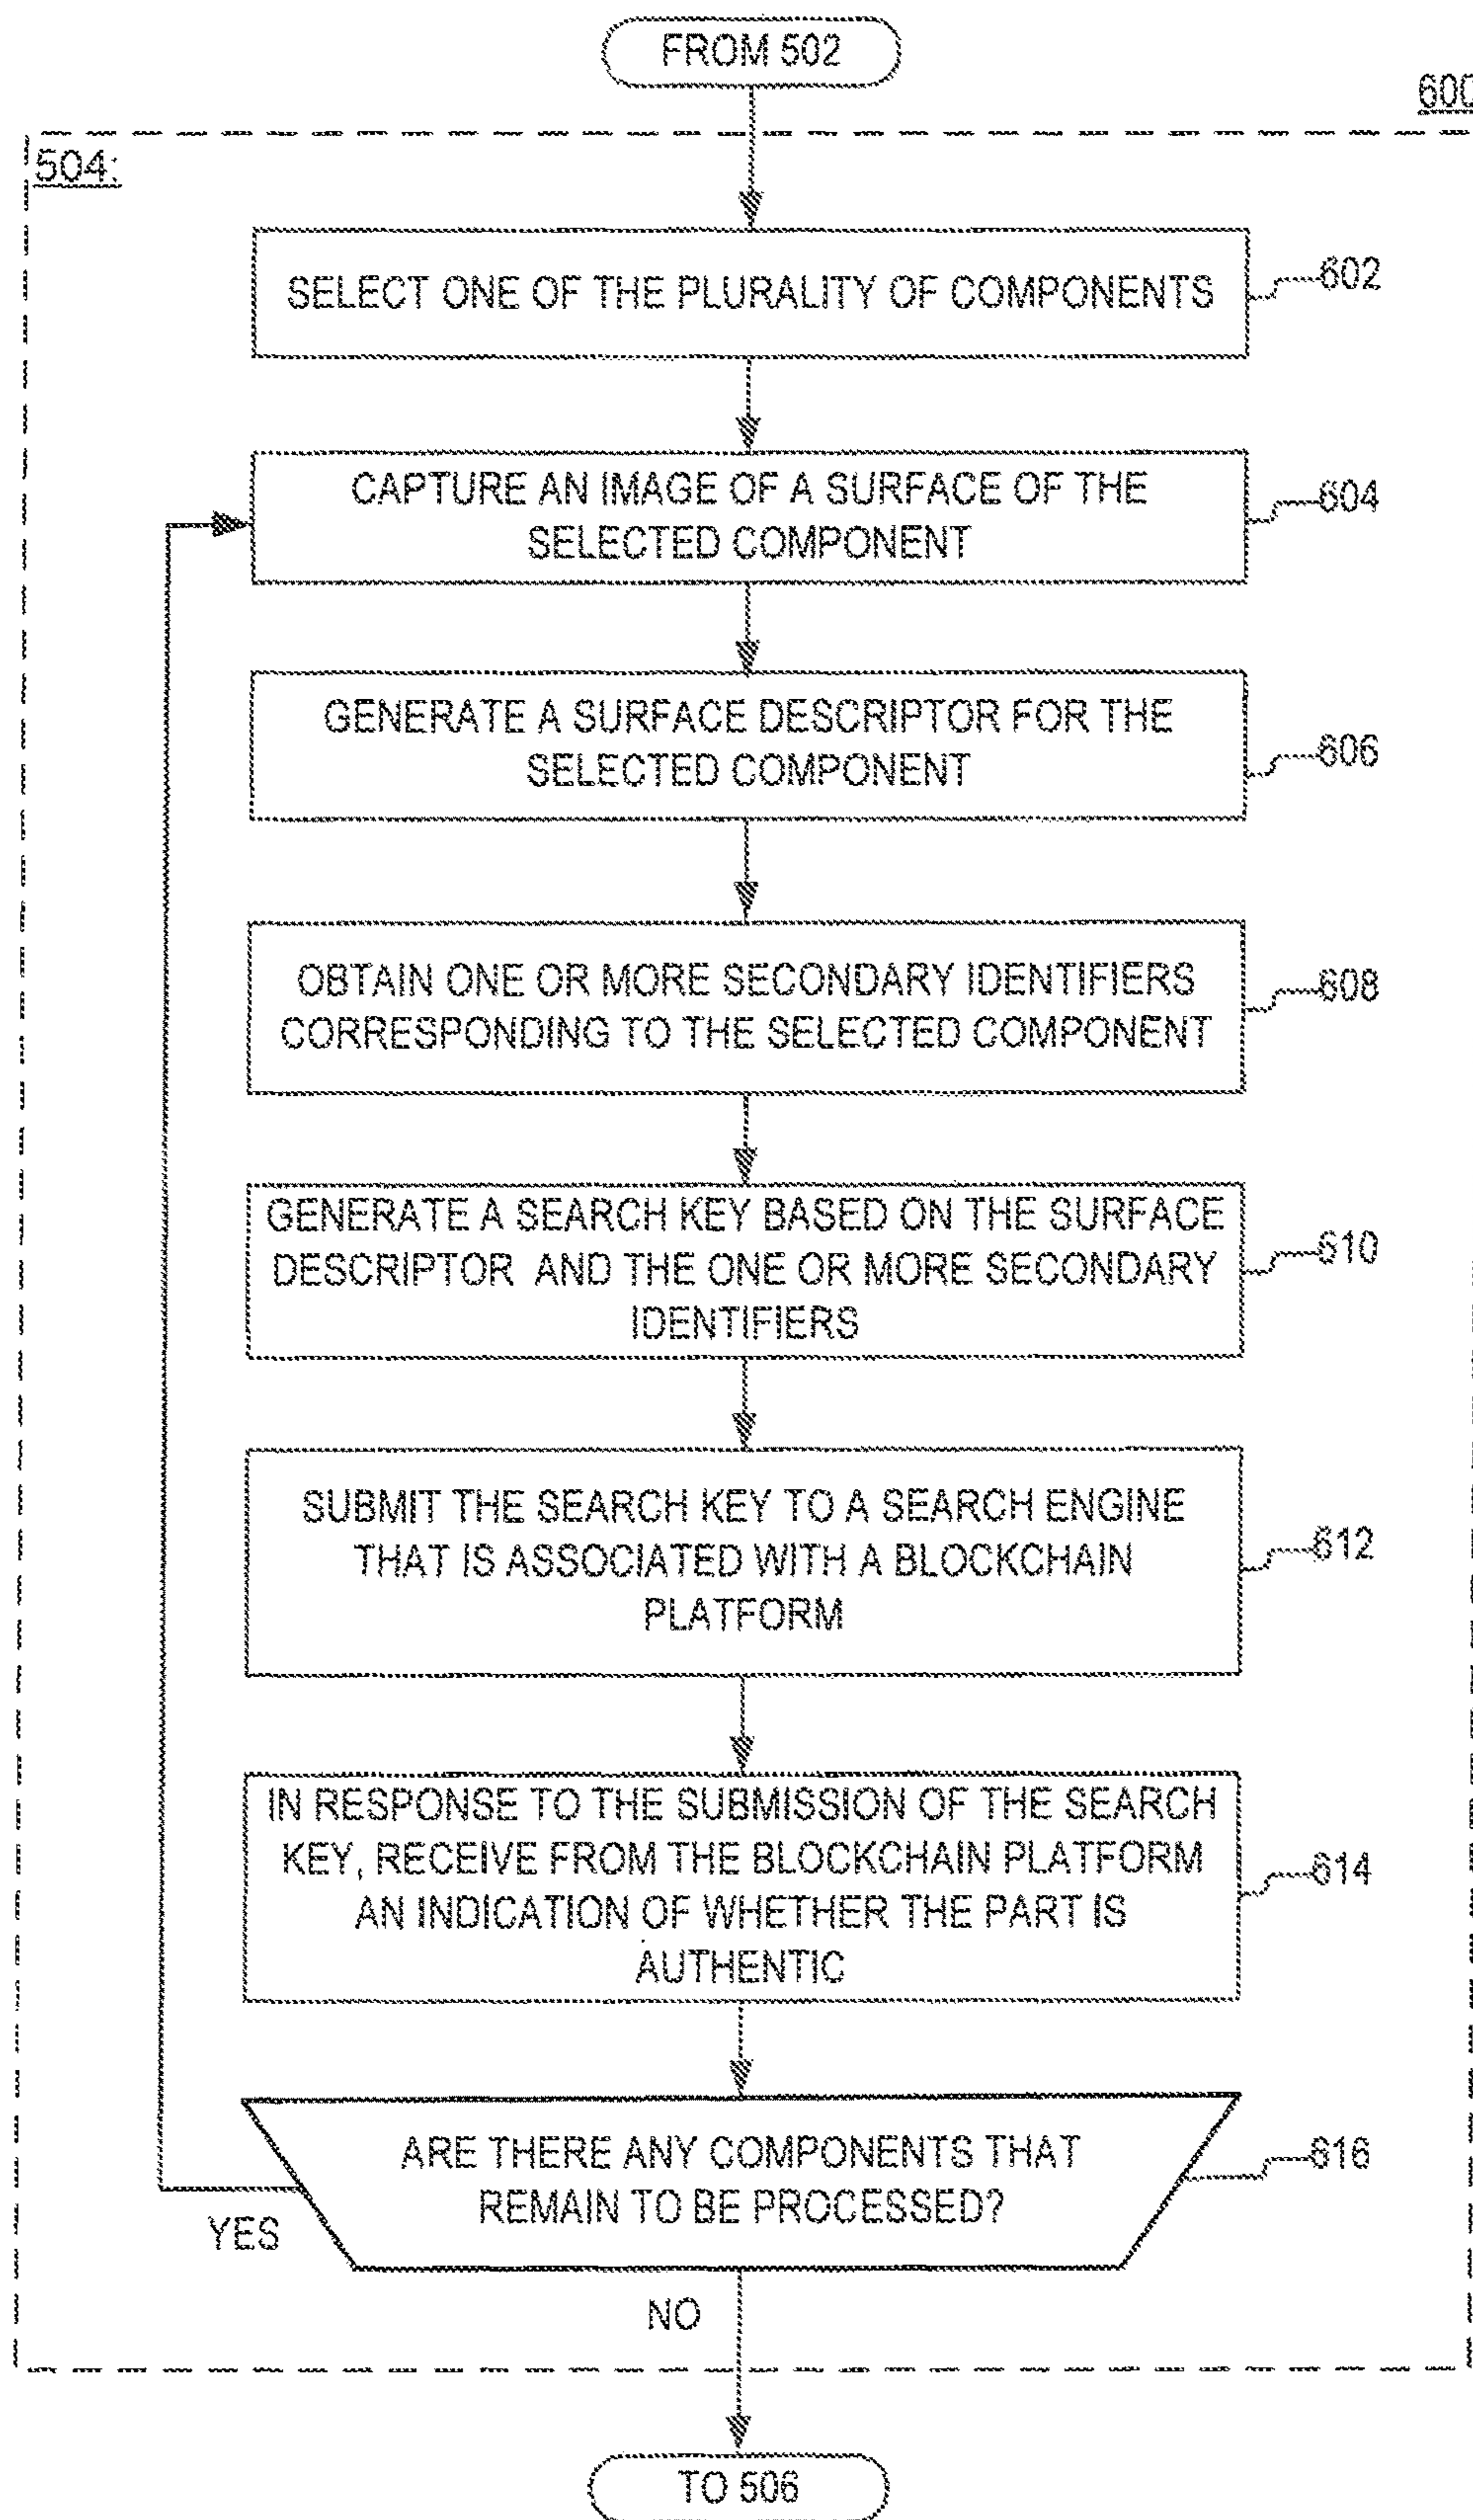 FROM 502
600
504:
SELECT ONE OF THE PLURALITY OF COMPONENTS
602
CAPTURE AN IMAGE OF A SURFACE OF THE
SELECTED COMPONENT
604
GENERATE A SURFACE DESCRIPTOR FOR THE
SELECTED COMPONENT
606
OBTAIN ONE OR MORE SECONDARY IDENTIFIERS
CORRESPONDING TO THE SELECTED COMPONENT
608
GENERATE A SEARCH KEY BASED ON THE SURFACE
DESCRIPTOR AND THE ONE OR MORE SECONDARY
IDENTIFIERS
610
SUBMIT THE SEARCH KEY TO A SEARCH ENGINE
THAT IS ASSOCIATED WITH A BLOCKCHAIN
PLATFORM
612
IN RESPONSE TO THE SUBMISSION OF THE SEARCH
KEY, RECEIVE FROM THE BLOCKCHAIN PLATFORM
AN INDICATION OF WHETHER THE PART IS
AUTHENTIC
614
ARE THERE ANY COMPONENTS THAT
REMAIN TO BE PROCESSED?
616
YES
NO
TO 506